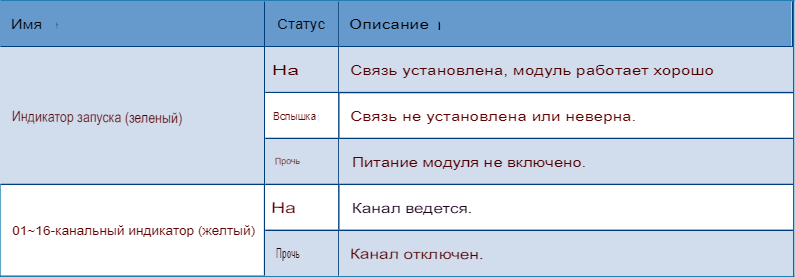 Имя Статус Описание
На Связь установлена, модуль работает хорошо
Индикатор запуска (зеленый) Вспышка Связь не установлена или неверна.
Прочь Питание модуля не включено.
На Канал ведется.
01~16-канальный индикатор (желтый)
Прочь Канал отключен.